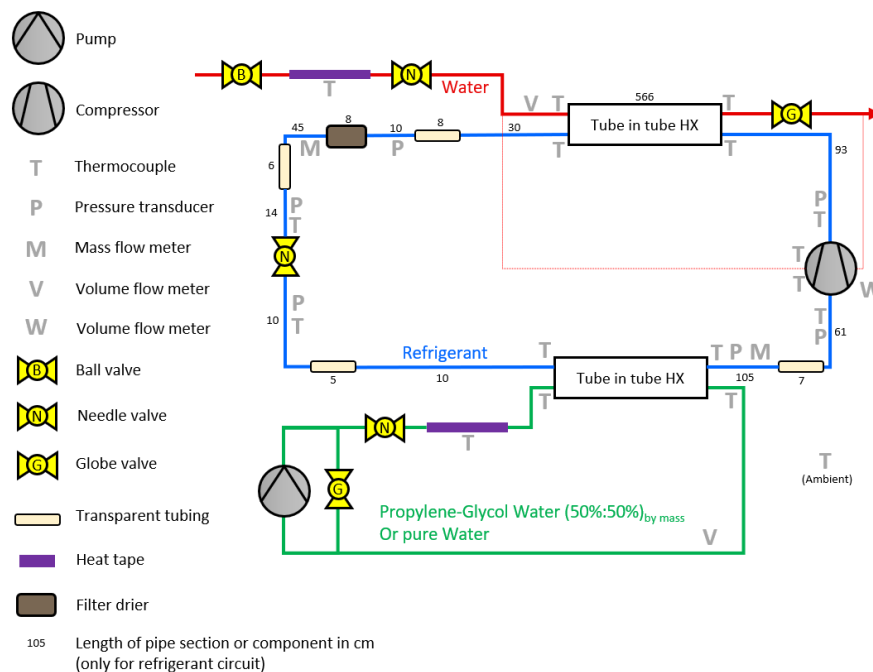 Pump
Compressor
T Thermocouple
P Pressure transducer
M Mass flow meter
V Volume flow meter
W Volume flow meter
B Ball valve
N Needle valve
G Globe valve
Transparent tubing
Heat tape
Filter drier
105 Length of pipe section or component in cm
(only for refrigerant circuit)
B
T
N
Water
V T
566
Tube in tube HX
T
G
45
M
8
10
P
8
30
T
T
93
6
14
P
T
N
P
T
10
P
T
T
T
W
T
P
61
Refrigerant
5
10
T
Tube in tube HX
T P M
105
7
T
T
N
T
G
T
(Ambient)
Propylene-Glycol Water (50%:50%)by mass
Or pure Water
V